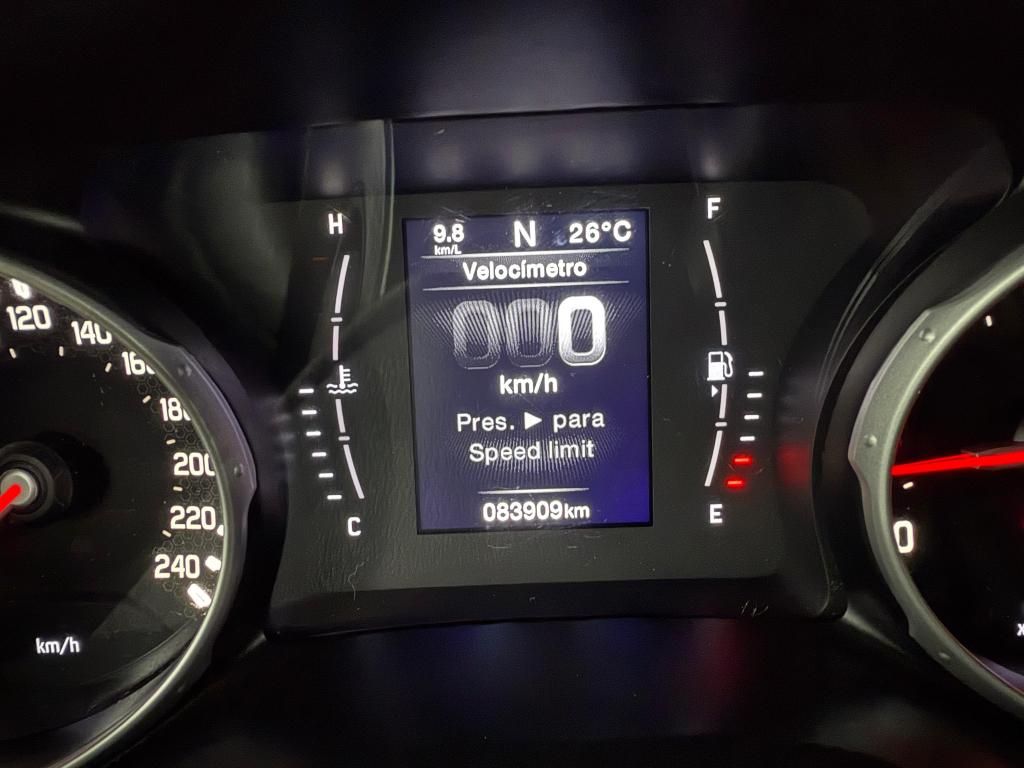 H
F
9.8 km/L N 26°C
Velocímetro
000
km/h
Pres. ▶ para
Speed limit
083909km
C
E
120
140
160
180
200
220
240
km/h
0